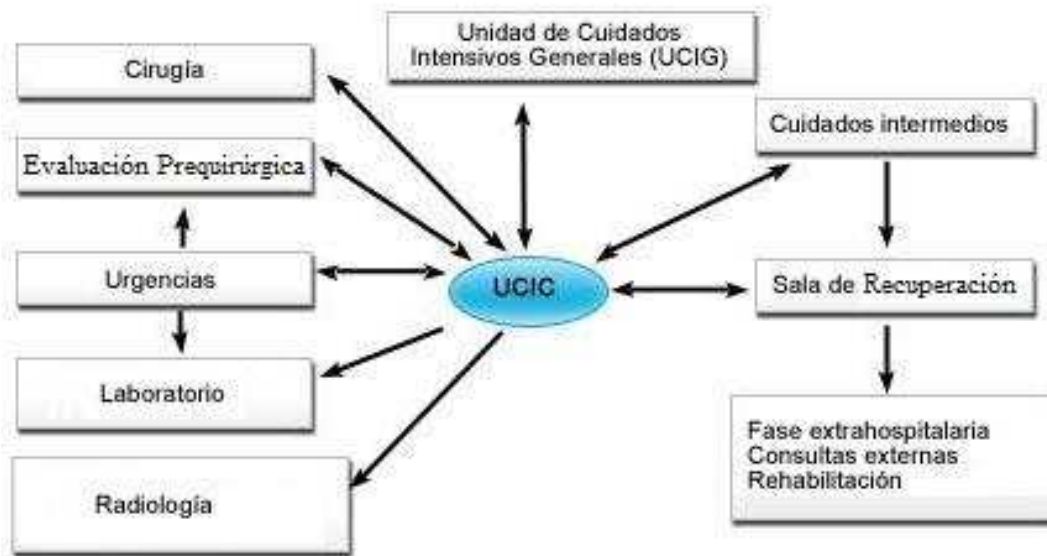 Unidad de Cuidados
Intensivos Generales (UCIG)
Cirugía
Cuidados intermedios
Evaluación Prequirúrgica
Urgencias
UCIC
Sala de Recuperación
Laboratorio
Fase extrahospitalaria
Consultas externas
Rehabilitación
Radiología